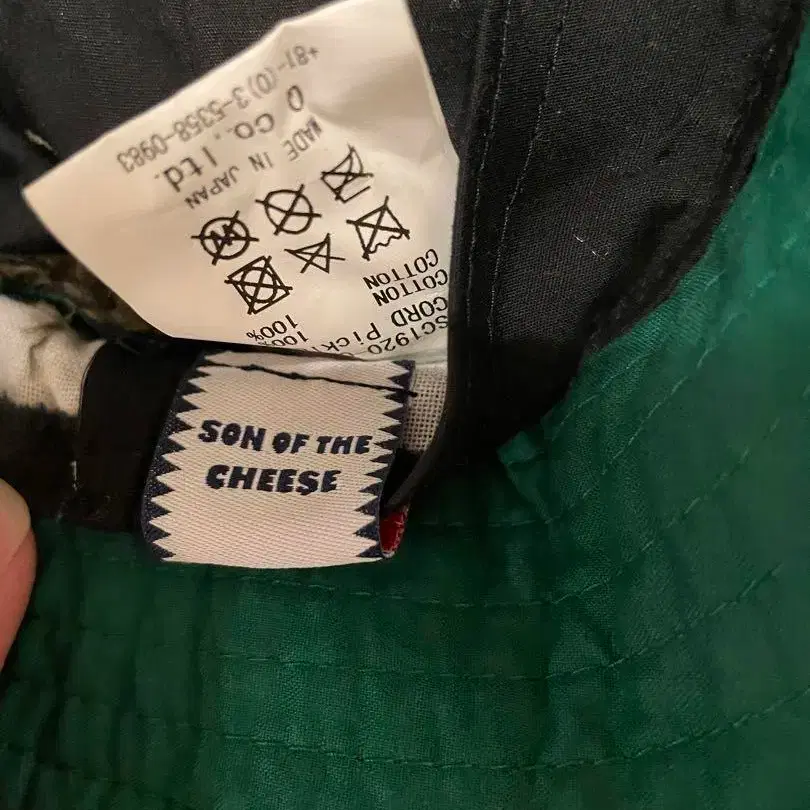 SC1920
CORD Pick
COTTON 100%
COTTON 100%
MADE IN JAPAN
O CO., ltd.
+81-(0)3-5358-0983
SON OF THE
CHEESE